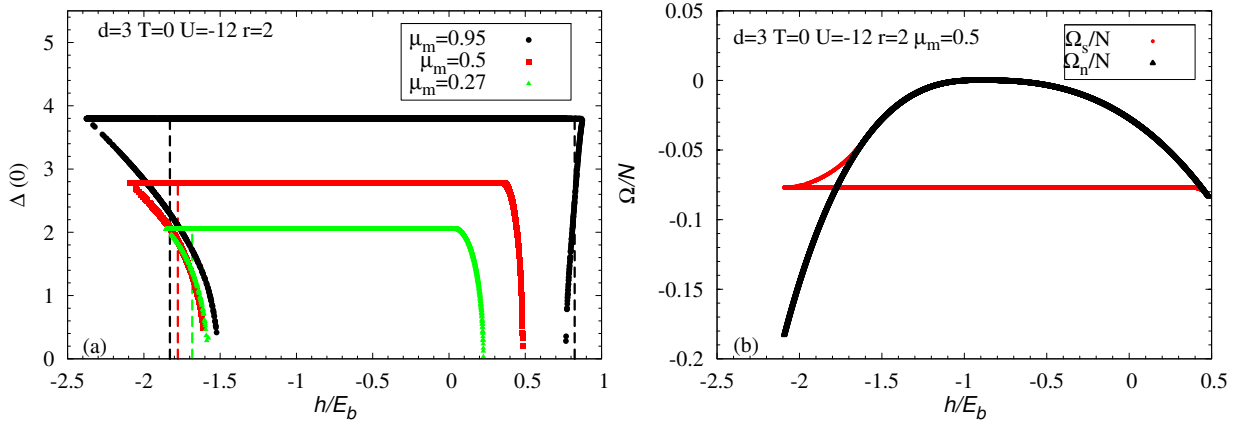 d=3 T=0 U=-12 r=2
μm=0.95
μm=0.5
μm=0.27
Δ (0)
5
4
3
2
1
0
(a)
-2.5 -2 -1.5 -1 -0.5 0 0.5 1
h/Eb
d=3 T=0 U=-12 r=2 μm=0.5
Ωs/N
Ωn/N
Ω/N
0.05
0
-0.05
-0.1
-0.15
-0.2
(b)
-2.5 -2 -1.5 -1 -0.5 0 0.5
h/Eb